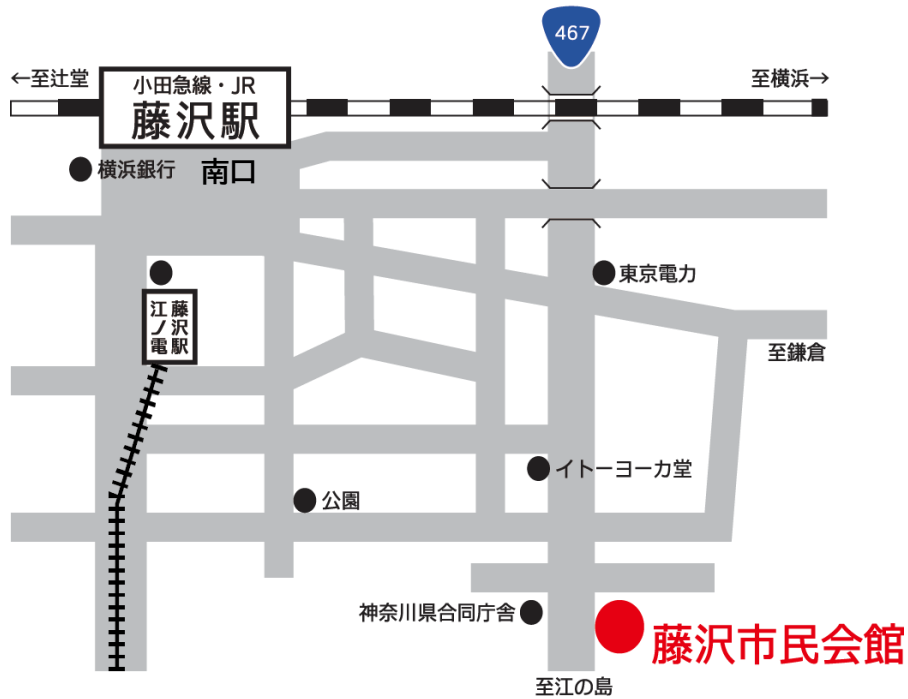 467
←至辻堂
小田急線・JR
藤沢駅
至横浜→
横浜銀行
南口
東京電力
藤沢駅
江ノ電
至鎌倉
イトーヨーカ堂
公園
神奈川県合同庁舎
藤沢市民会館
至江の島